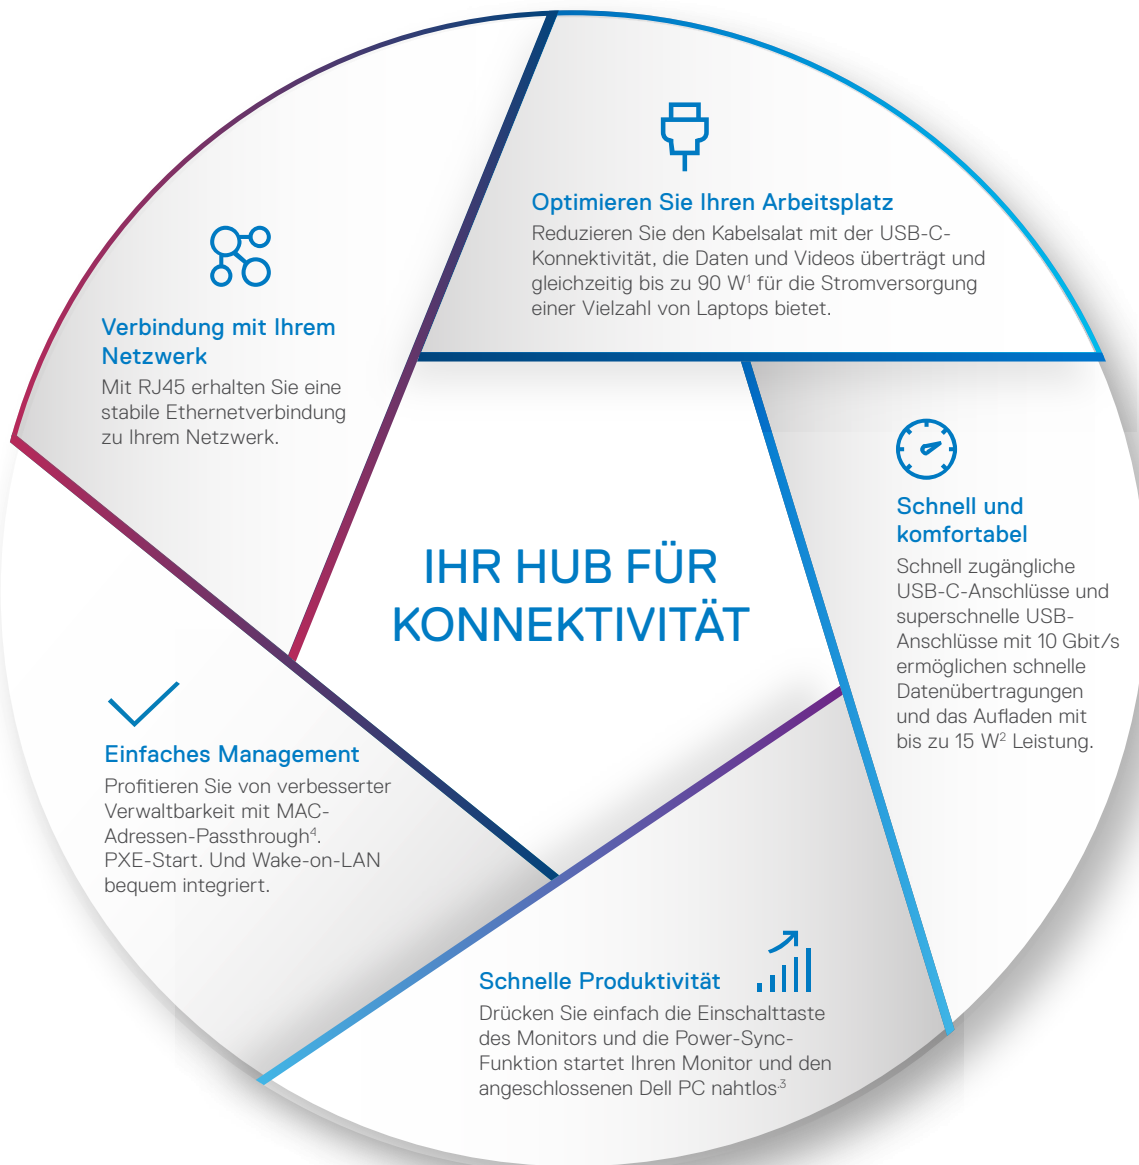 Optimieren Sie Ihren Arbeitsplatz
Reduzieren Sie den Kabelsalat mit der USB-C-
Konnektivität, die Daten und Videos überträgt und
gleichzeitig bis zu 90 W¹ für die Stromversorgung
einer Vielzahl von Laptops bietet.
Verbindung mit Ihrem
Netzwerk
Mit RJ45 erhalten Sie eine
stabile Ethernetverbindung
zu Ihrem Netzwerk.
Schnell und
komfortabel
Schnell zugängliche
USB-C-Anschlüsse und
superschnelle USB-
Anschlüsse mit 10 Gbit/s
ermöglichen schnelle
Datenübertragungen
und das Aufladen mit
bis zu 15 W² Leistung.
IHR HUB FÜR
KONNEKTIVITÄT
Einfaches Management
Profitieren Sie von verbesserter
Verwaltbarkeit mit MAC-
Adressen-Passthrough⁴.
PXE-Start. Und Wake-on-LAN
bequem integriert.
Schnelle Produktivität
Drücken Sie einfach die Einschalttaste
des Monitors und die Power-Sync-
Funktion startet Ihren Monitor und den
angeschlossenen Dell PC nahtlos.³